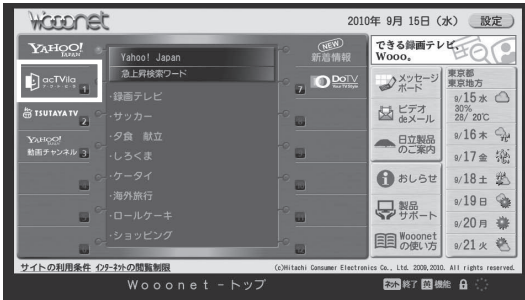 Wooonet
2010年 9月 15日（水）
設定
YAHOO!
JAPAN
acTVila
アクトビラ
1
TSUTAYA TV
2
YAHOO!
動画チャンネル
3
Yahoo! Japan
急上昇検索ワード
・録画テレビ
・サッカー
・夕食 献立
・しろくま
・ケータイ
・海外旅行
・ロールケーキ
・ショッピング
NEW
新着情報
DoTV
Your TV Style
7
できる録画テレビ、
Wooo。
メッセージ
ボード
ビデオ
deメール
日立製品
のご案内
おしらせ
製品
サポート
Wooonet
の使い方
東京都
東京地方
9/15 水
30%
28/ 20℃
9/16 木
9/17 金
9/18 土
9/19 日
9/20 月
9/21 火
サイトの利用条件 インターネットの閲覧制限
(c)Hitachi Consumer Electronics Co., Ltd. 2009,2010. All rights reserved.
Wooonet − トップ
ネット 終了 黄 機能